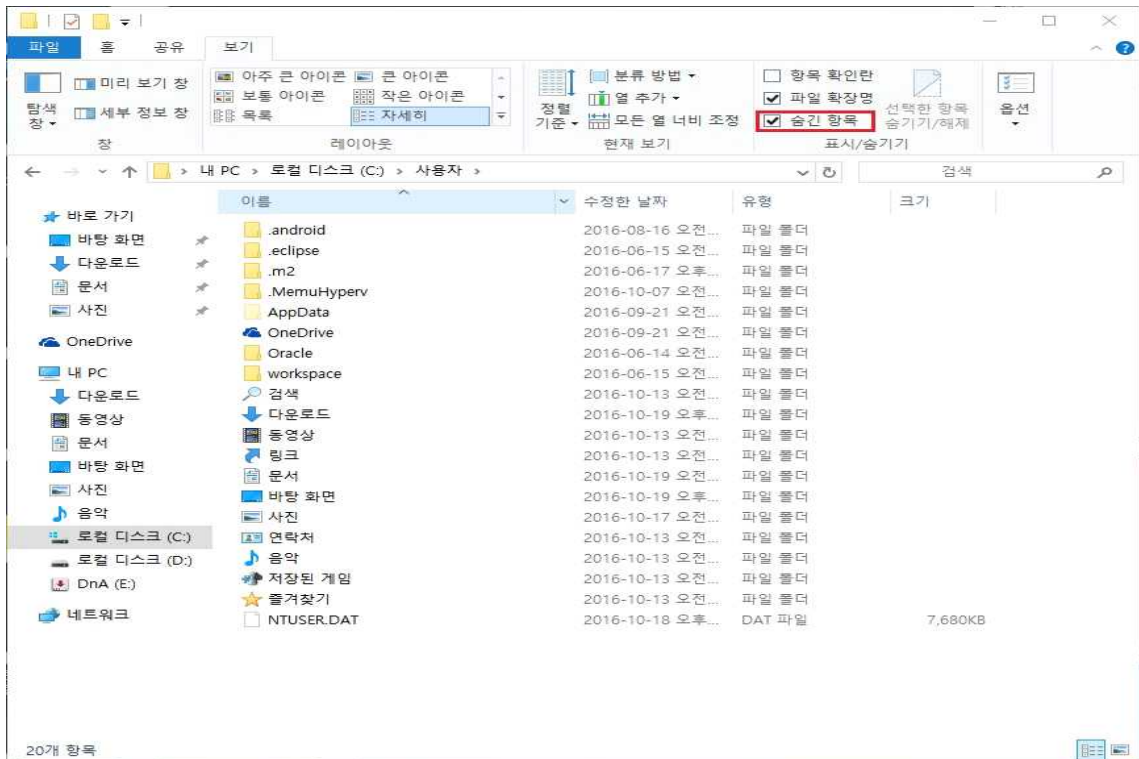 파일 홈 공유 보기
탐색 창
미리 보기 창
세부 정보 창
창
아주 큰 아이콘 큰 아이콘
보통 아이콘 작은 아이콘
목록 자세히
레이아웃
정렬 기준
분류 방법
열 추가
모든 열 너비 조정
현재 보기
항목 확인란
파일 확장명
숨긴 항목
선택한 항목 숨기기/해제
표시/숨기기
옵션
내 PC > 로컬 디스크 (C:) > 사용자 >
검색
바로 가기
바탕 화면
다운로드
문서
사진
OneDrive
내 PC
다운로드
동영상
문서
바탕 화면
사진
음악
로컬 디스크 (C:)
로컬 디스크 (D:)
DnA (E:)
네트워크
이름 수정한 날짜 유형 크기
.android 2016-08-16 오전... 파일 폴더
.eclipse 2016-06-15 오전... 파일 폴더
.m2 2016-06-17 오후... 파일 폴더
.MemuHyperv 2016-10-07 오전... 파일 폴더
AppData 2016-09-21 오전... 파일 폴더
OneDrive 2016-09-21 오전... 파일 폴더
Oracle 2016-06-14 오전... 파일 폴더
workspace 2016-06-15 오전... 파일 폴더
검색 2016-10-13 오전... 파일 폴더
다운로드 2016-10-19 오후... 파일 폴더
동영상 2016-10-13 오전... 파일 폴더
링크 2016-10-13 오전... 파일 폴더
문서 2016-10-19 오전... 파일 폴더
바탕 화면 2016-10-19 오후... 파일 폴더
사진 2016-10-17 오전... 파일 폴더
연락처 2016-10-13 오전... 파일 폴더
음악 2016-10-13 오전... 파일 폴더
저장된 게임 2016-10-13 오전... 파일 폴더
즐겨찾기 2016-10-13 오전... 파일 폴더
NTUSER.DAT 2016-10-18 오후... DAT 파일 7,680KB
20개 항목